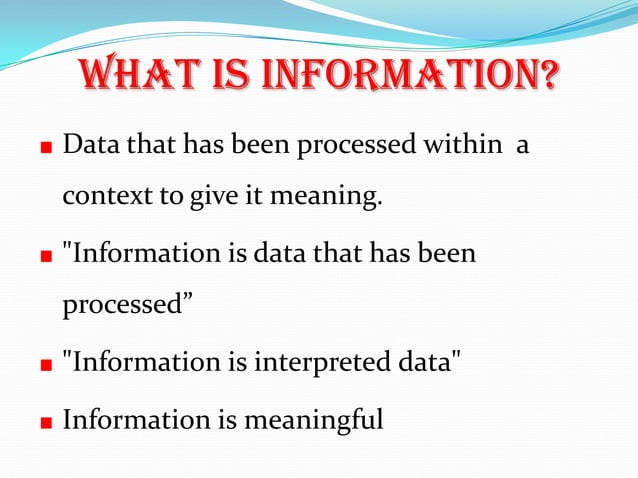 WHAT IS INFORMATION?
Data that has been processed within a
context to give it meaning.
"Information is data that has been
processed”
"Information is interpreted data"
Information is meaningful